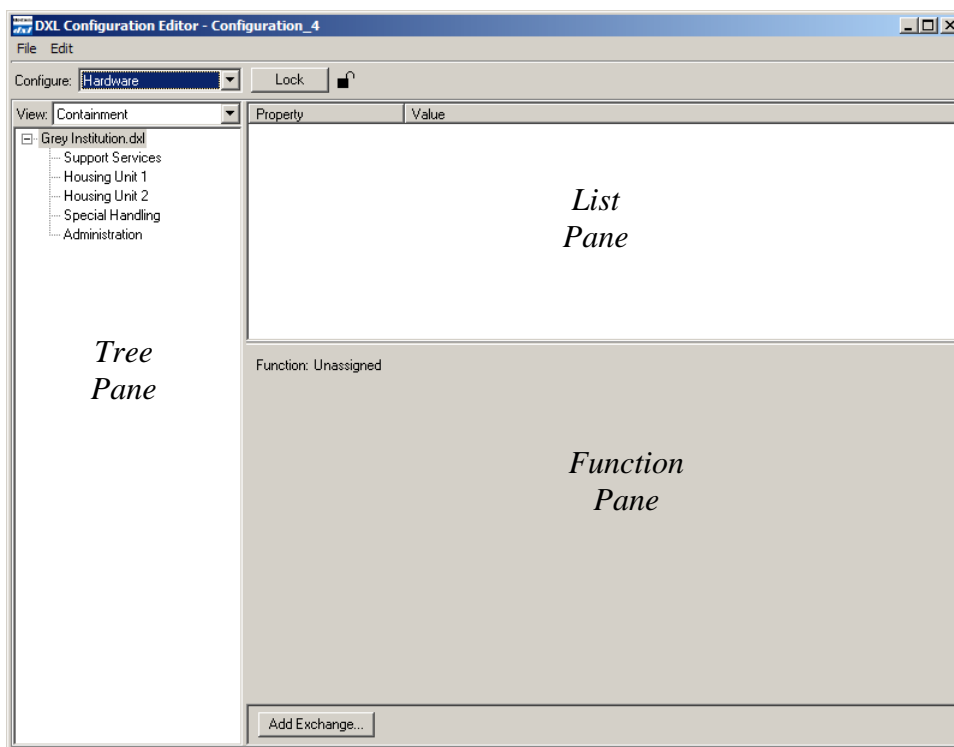 DXL Configuration Editor - Configuration_4
File Edit
Configure: Hardware Lock
View: Containment
Property Value
Grey Institution.dxl
Support Services
Housing Unit 1
Housing Unit 2
Special Handling
Administration
Tree
Pane
List
Pane
Function: Unassigned
Function
Pane
Add Exchange...